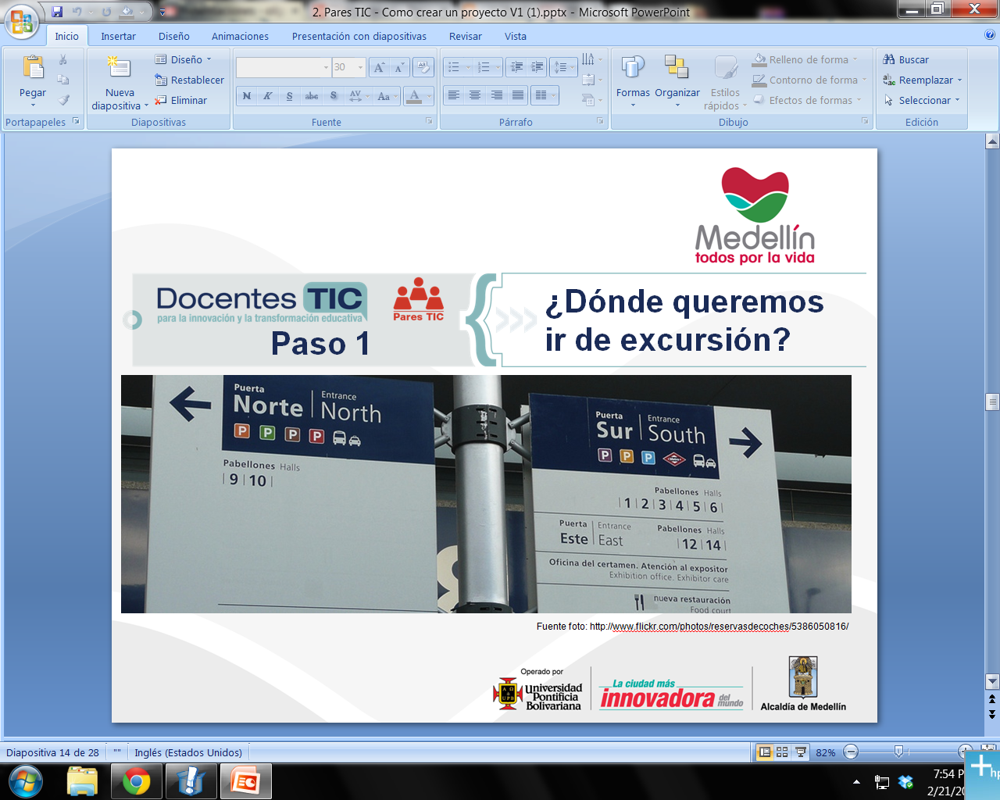 2. Pares TIC - Como crear un proyecto V1 (1).pptx - Microsoft PowerPoint
Inicio Insertar Diseño Animaciones Presentación con diapositivas Revisar Vista
Pegar
Portapapeles
Nueva diapositiva
Diseño
Restablecer
Eliminar
Diapositivas
30
N K S abc S AV Aa A
Fuente
Párrafo
Formas Organizar Estilos rápidos
Relleno de forma
Contorno de forma
Efectos de formas
Dibujo
Buscar
Reemplazar
Seleccionar
Edición
Medellín
todos por la vida
Docentes TIC
para la innovación y la transformación educativa
Pares TIC
Paso 1
¿Dónde queremos
ir de excursión?
Puerta Entrance
Norte North
P P P P
Pabellones Halls
9 10
Puerta Entrance
Sur South
P P P
Pabellones Halls
1 2 3 4 5 6
Puerta Entrance Pabellones Halls
Este East 12 14
Oficina del certamen. Atención al expositor
Exhibition office. Exhibitor care
nueva restauración
Food court
Fuente foto: http://www.flickr.com/photos/reservasdecoches/5386050816/
Operado por
Universidad
Pontificia
Bolivariana
La ciudad más
innovadora del mundo
Alcaldía de Medellín
Diapositiva 14 de 28 "" Inglés (Estados Unidos) 82%
7:54 P
2/21/20
hp